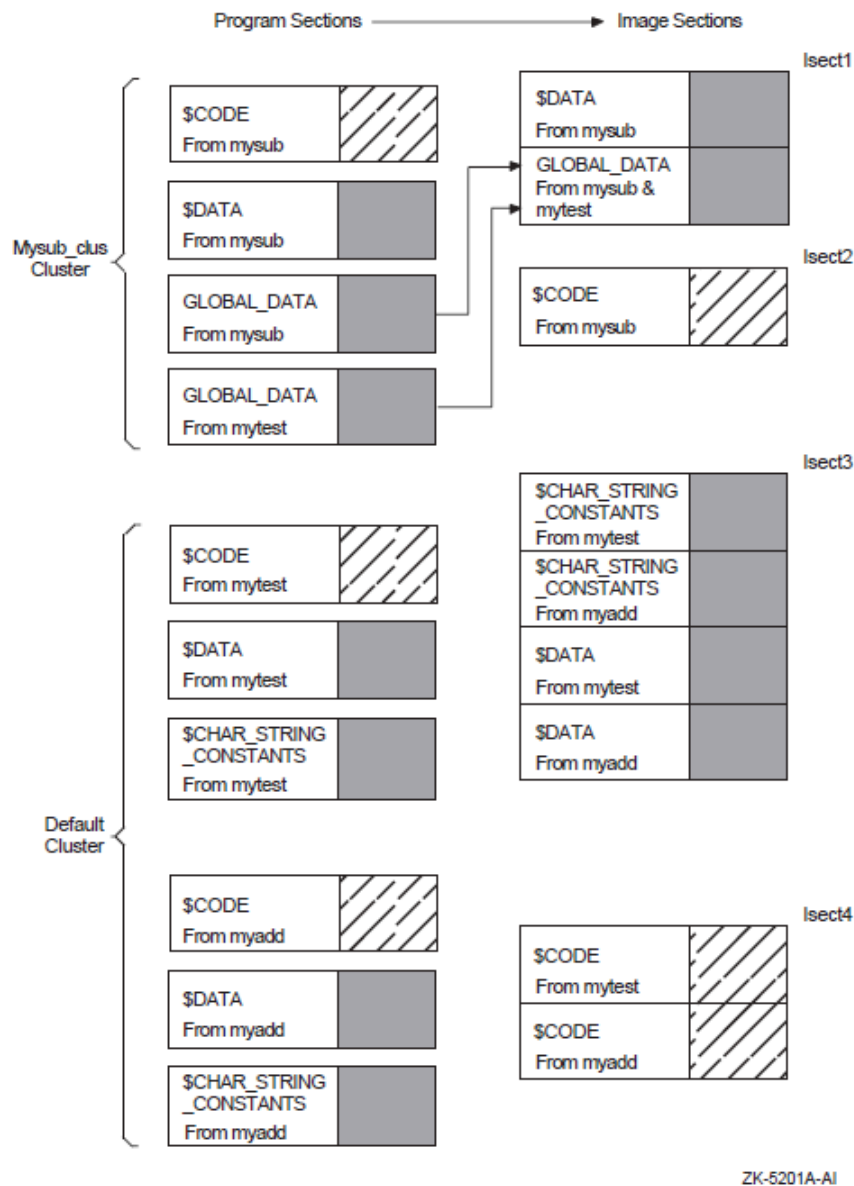 Program Sections
Image Sections
Mysub_clus
Cluster
$CODE
From mysub
$DATA
From mysub
GLOBAL_DATA
From mysub
GLOBAL_DATA
From mytest
Default
Cluster
$CODE
From mytest
$DATA
From mytest
$CHAR_STRING
_CONSTANTS
From mytest
$CODE
From myadd
$DATA
From myadd
$CHAR_STRING
_CONSTANTS
From myadd
Isect1
$DATA
From mysub
GLOBAL_DATA
From mysub &
mytest
Isect2
$CODE
From mysub
Isect3
$CHAR_STRING
_CONSTANTS
From mytest
$CHAR_STRING
_CONSTANTS
From myadd
$DATA
From mytest
$DATA
From myadd
Isect4
$CODE
From mytest
$CODE
From myadd
ZK-5201A-AI